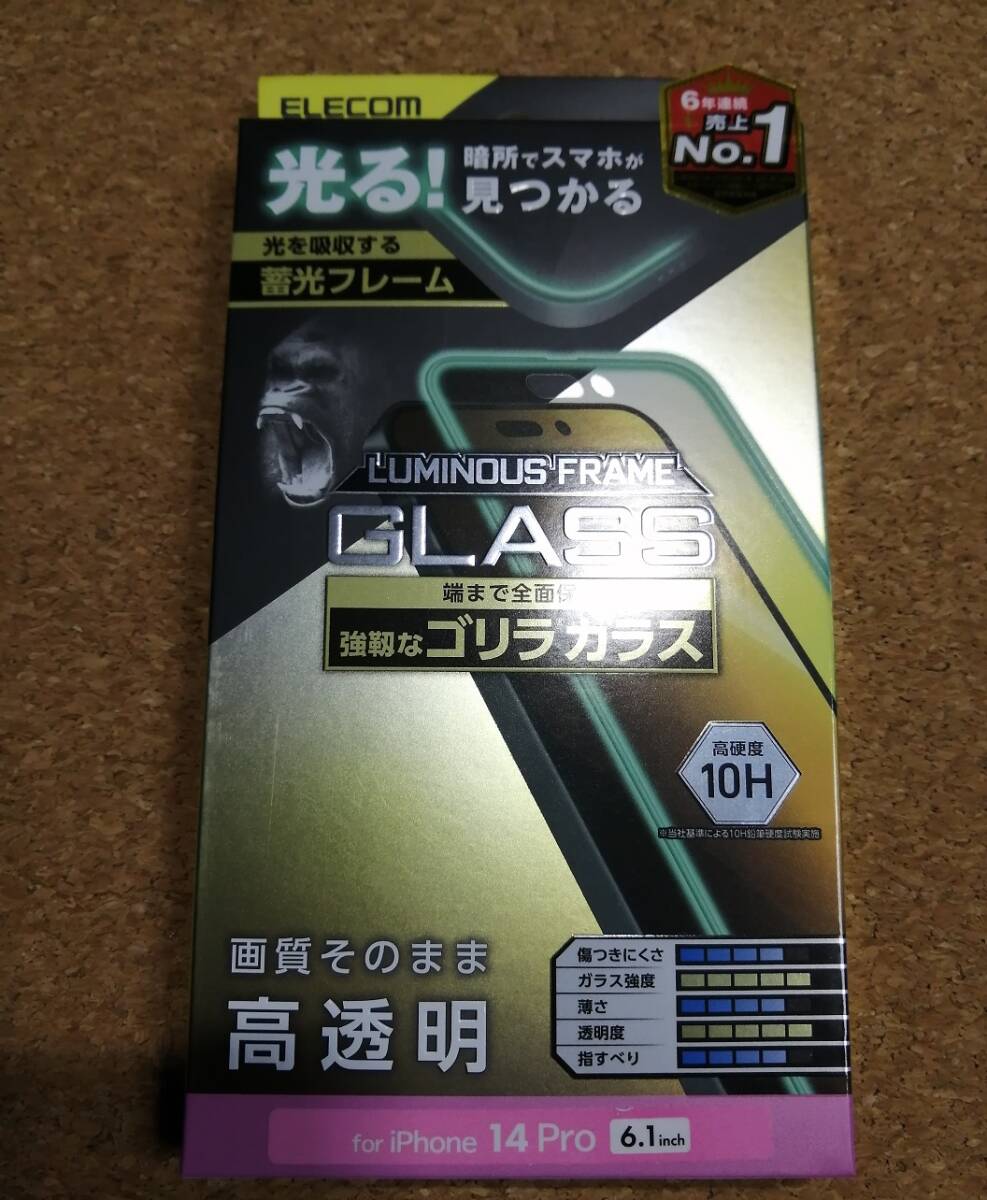 ELECOM
6年連続
売上
No.1
光る!
暗所でスマホが
見つかる
光を吸収する
蓄光フレーム
LUMINOUS FRAME
GLASS
端まで全面保
強靱なゴリラガラス
高硬度
10H
※当社基準による10H鉛筆硬度試験実施
画質そのまま
高透明
傷つきにくさ
ガラス強度
薄さ
透明度
指すべり
for iPhone 14 Pro 6.1inch